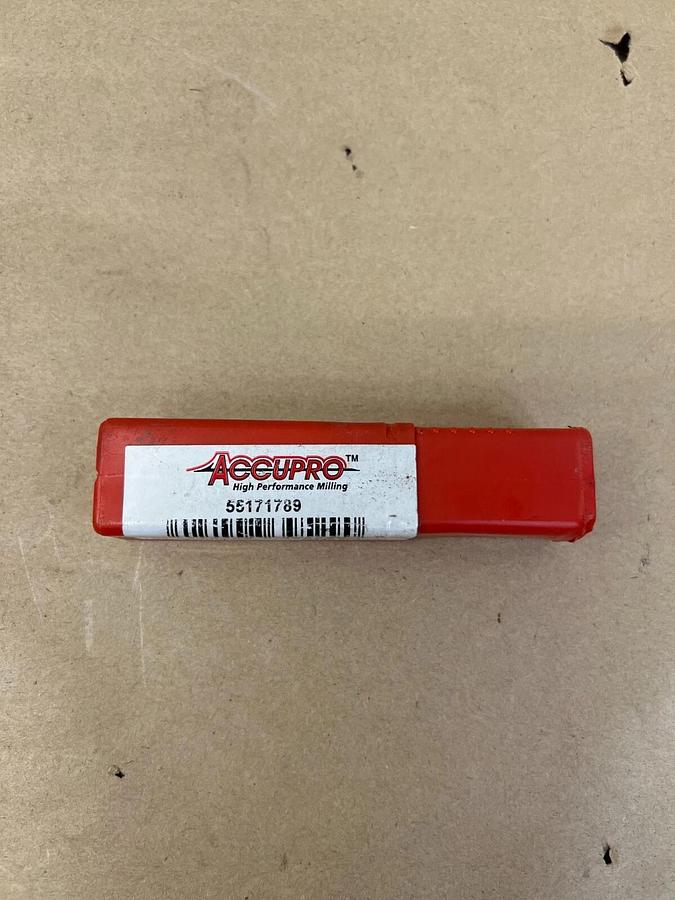 ACCUPRO™
High Performance Milling
55171789